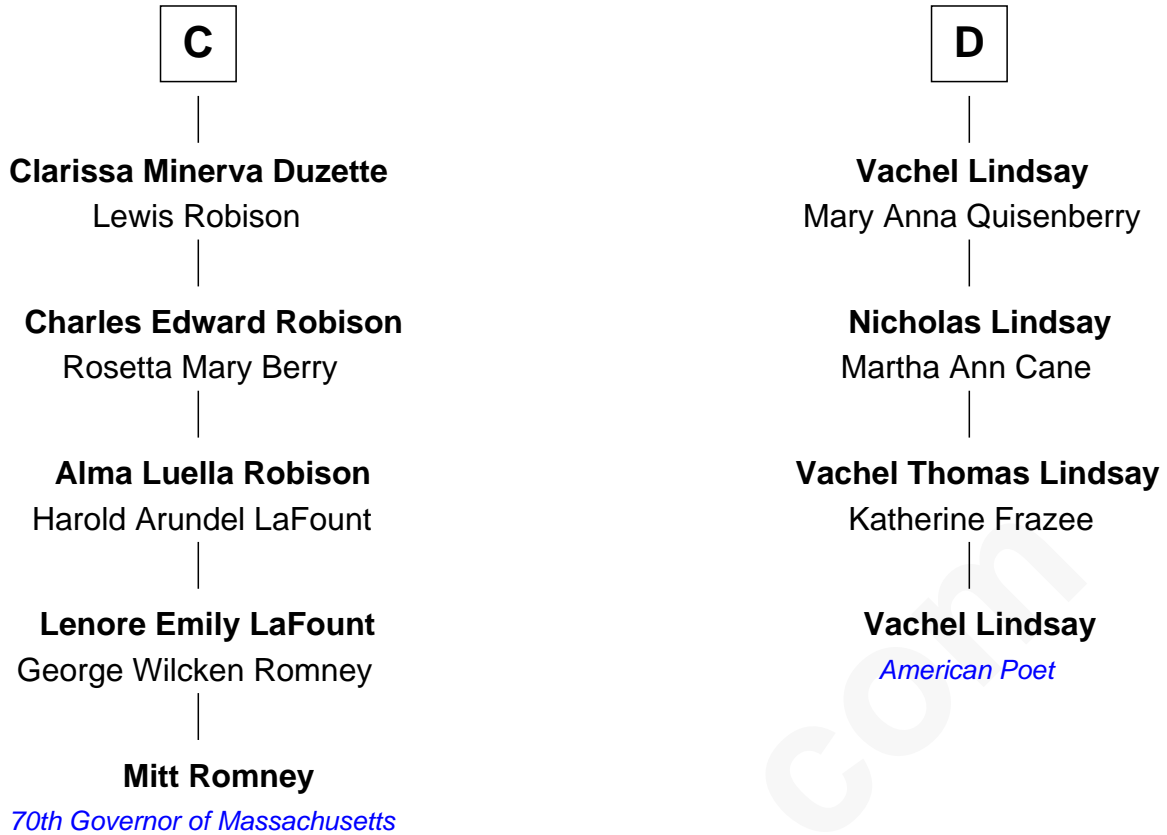 C
Clarissa Minerva Duzette
Lewis Robison
Charles Edward Robison
Rosetta Mary Berry
Alma Luella Robison
Harold Arundel LaFount
Lenore Emily LaFount
George Wilcken Romney
Mitt Romney
70th Governor of Massachusetts
D
Vachel Lindsay
Mary Anna Quisenberry
Nicholas Lindsay
Martha Ann Cane
Vachel Thomas Lindsay
Katherine Frazee
Vachel Lindsay
American Poet
com